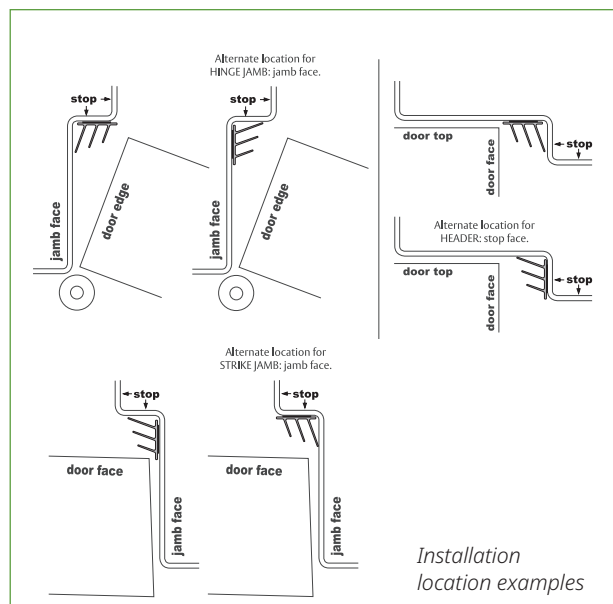 Alternate location for
HINGE JAMB: jamb face.
stop
jamb face
door edge
stop
jamb face
door edge
door top
door face
stop
Alternate location for
HEADER: stop face.
door top
door face
stop
Alternate location for
STRIKE JAMB: jamb face.
stop
door face
jamb face
stop
door face
jamb face
Installation
location examples